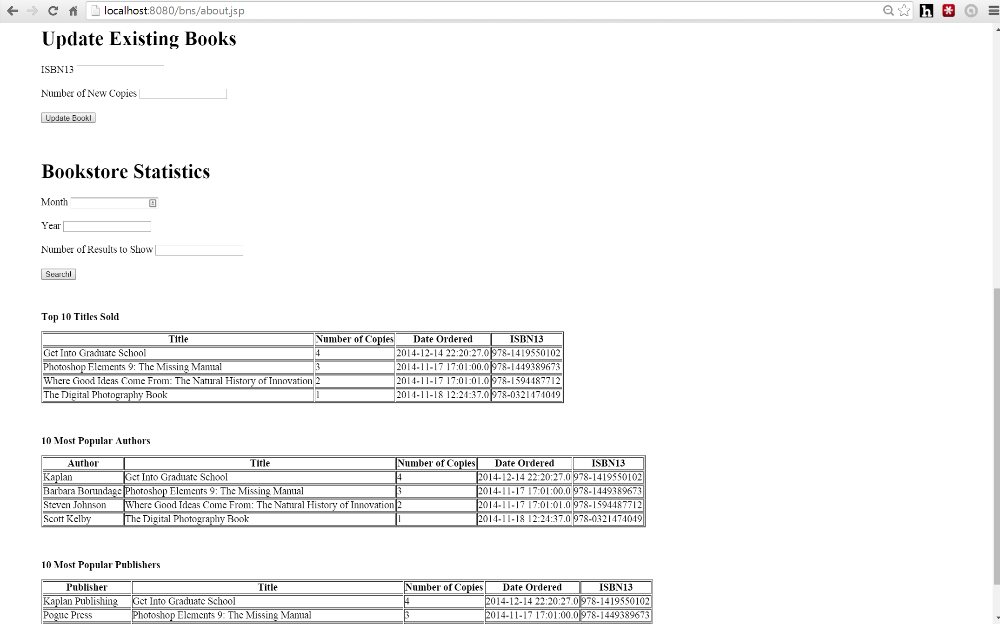 localhost:8080/bns/about.jsp
Update Existing Books
ISBN13
Number of New Copies
Update Book!
Bookstore Statistics
Month
Year
Number of Results to Show
Search!
Top 10 Titles Sold
Title Number of Copies Date Ordered ISBN13
Get Into Graduate School 4 2014-12-14 22:20:27.0 978-1419550102
Photoshop Elements 9: The Missing Manual 3 2014-11-17 17:01:00.0 978-1449389673
Where Good Ideas Come From: The Natural History of Innovation 2 2014-11-17 17:01:01.0 978-1594487712
The Digital Photography Book 1 2014-11-18 12:24:37.0 978-0321474049
10 Most Popular Authors
Author Title Number of Copies Date Ordered ISBN13
Kaplan Get Into Graduate School 4 2014-12-14 22:20:27.0 978-1419550102
Barbara Borundage Photoshop Elements 9: The Missing Manual 3 2014-11-17 17:01:00.0 978-1449389673
Steven Johnson Where Good Ideas Come From: The Natural History of Innovation 2 2014-11-17 17:01:01.0 978-1594487712
Scott Kelby The Digital Photography Book 1 2014-11-18 12:24:37.0 978-0321474049
10 Most Popular Publishers
Publisher Title Number of Copies Date Ordered ISBN13
Kaplan Publishing Get Into Graduate School 4 2014-12-14 22:20:27.0 978-1419550102
Pogue Press Photoshop Elements 9: The Missing Manual 3 2014-11-17 17:01:00.0 978-1449389673